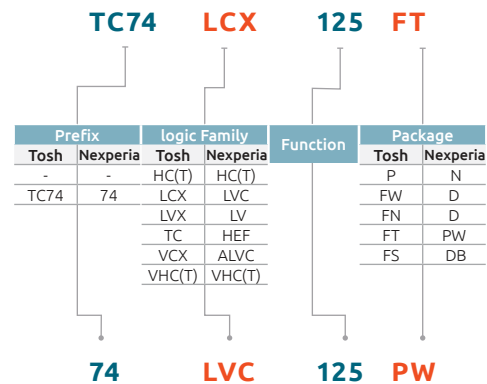 TC74 LCX 125 FT
Prefix logic Family Function Package
Tosh Nexperia Tosh Nexperia Tosh Nexperia
- - HC(T) HC(T) P N
TC74 74 LCX LVC FW D
LVX LV FN D
TC HEF FT PW
VCX ALVC FS DB
VHC(T) VHC(T)
74 LVC 125 PW